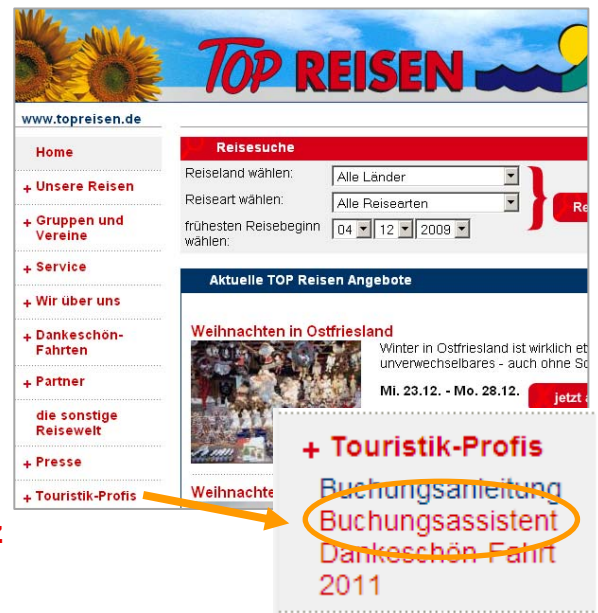 TOP REISEN
www.topreisen.de
Home
+ Unsere Reisen
+ Gruppen und
Vereine
+ Service
+ Wir über uns
+ Dankeschön-
Fahrten
+ Partner
die sonstige
Reisewelt
+ Presse
+ Touristik-Profis
Reisesuche
Reiseland wählen: Alle Länder
Reiseart wählen: Alle Reisearten
frühesten Reisebeginn 04 12 2009
wählen:
Re
Aktuelle TOP Reisen Angebote
Weihnachten in Ostfriesland
Winter in Ostfriesland ist wirklich et
unverwechselbares - auch ohne Sc
Mi. 23.12. - Mo. 28.12. jetzt a
Weihnachte
+ Touristik-Profis
Buchungsanleitung
Buchungsassistent
Dankeschön-Fahrt
2011